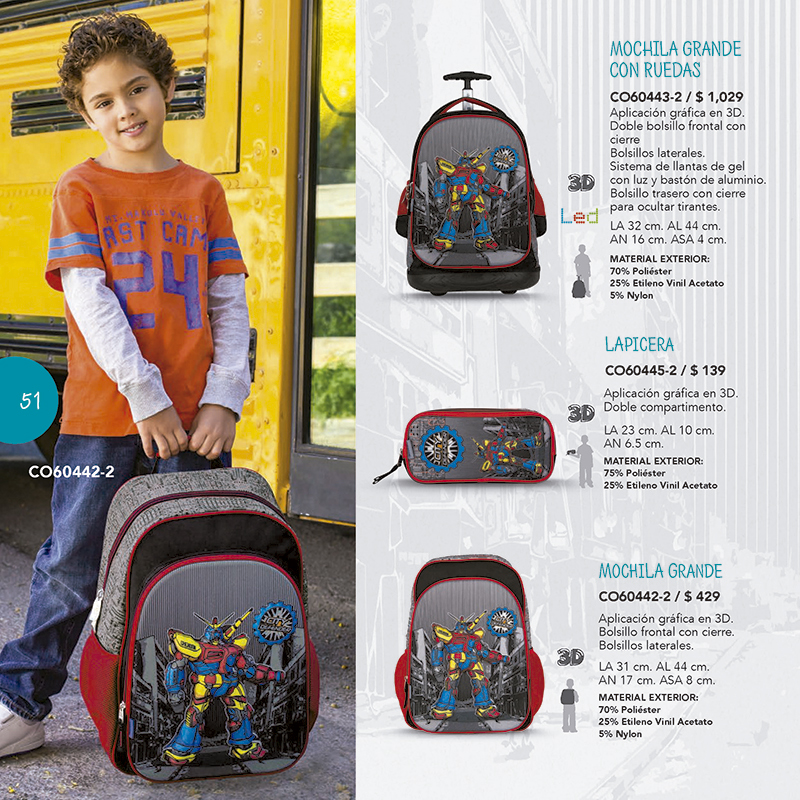 AST CAM
24
51
CO60442-2
MOCHILA GRANDE
CON RUEDAS
CO60443-2 / $ 1,029
Aplicación gráfica en 3D.
Doble bolsillo frontal con
cierre
Bolsillos laterales.
Sistema de llantas de gel
con luz y bastón de aluminio.
Bolsillo trasero con cierre
para ocultar tirantes.
3D
Led
LA 32 cm. AL 44 cm.
AN 16 cm. ASA 4 cm.
MATERIAL EXTERIOR:
70% Poliéster
25% Etileno Vinil Acetato
5% Nylon
LAPICERA
CO60445-2 / $ 139
Aplicación gráfica en 3D.
Doble compartimento.
3D
LA 23 cm. AL 10 cm.
AN 6.5 cm.
MATERIAL EXTERIOR:
75% Poliéster
25% Etileno Vinil Acetato
MOCHILA GRANDE
CO60442-2 / $ 429
Aplicación gráfica en 3D.
Bolsillo frontal con cierre.
Bolsillos laterales.
3D
LA 31 cm. AL 44 cm.
AN 17 cm. ASA 8 cm.
MATERIAL EXTERIOR:
70% Poliéster
25% Etileno Vinil Acetato
5% Nylon